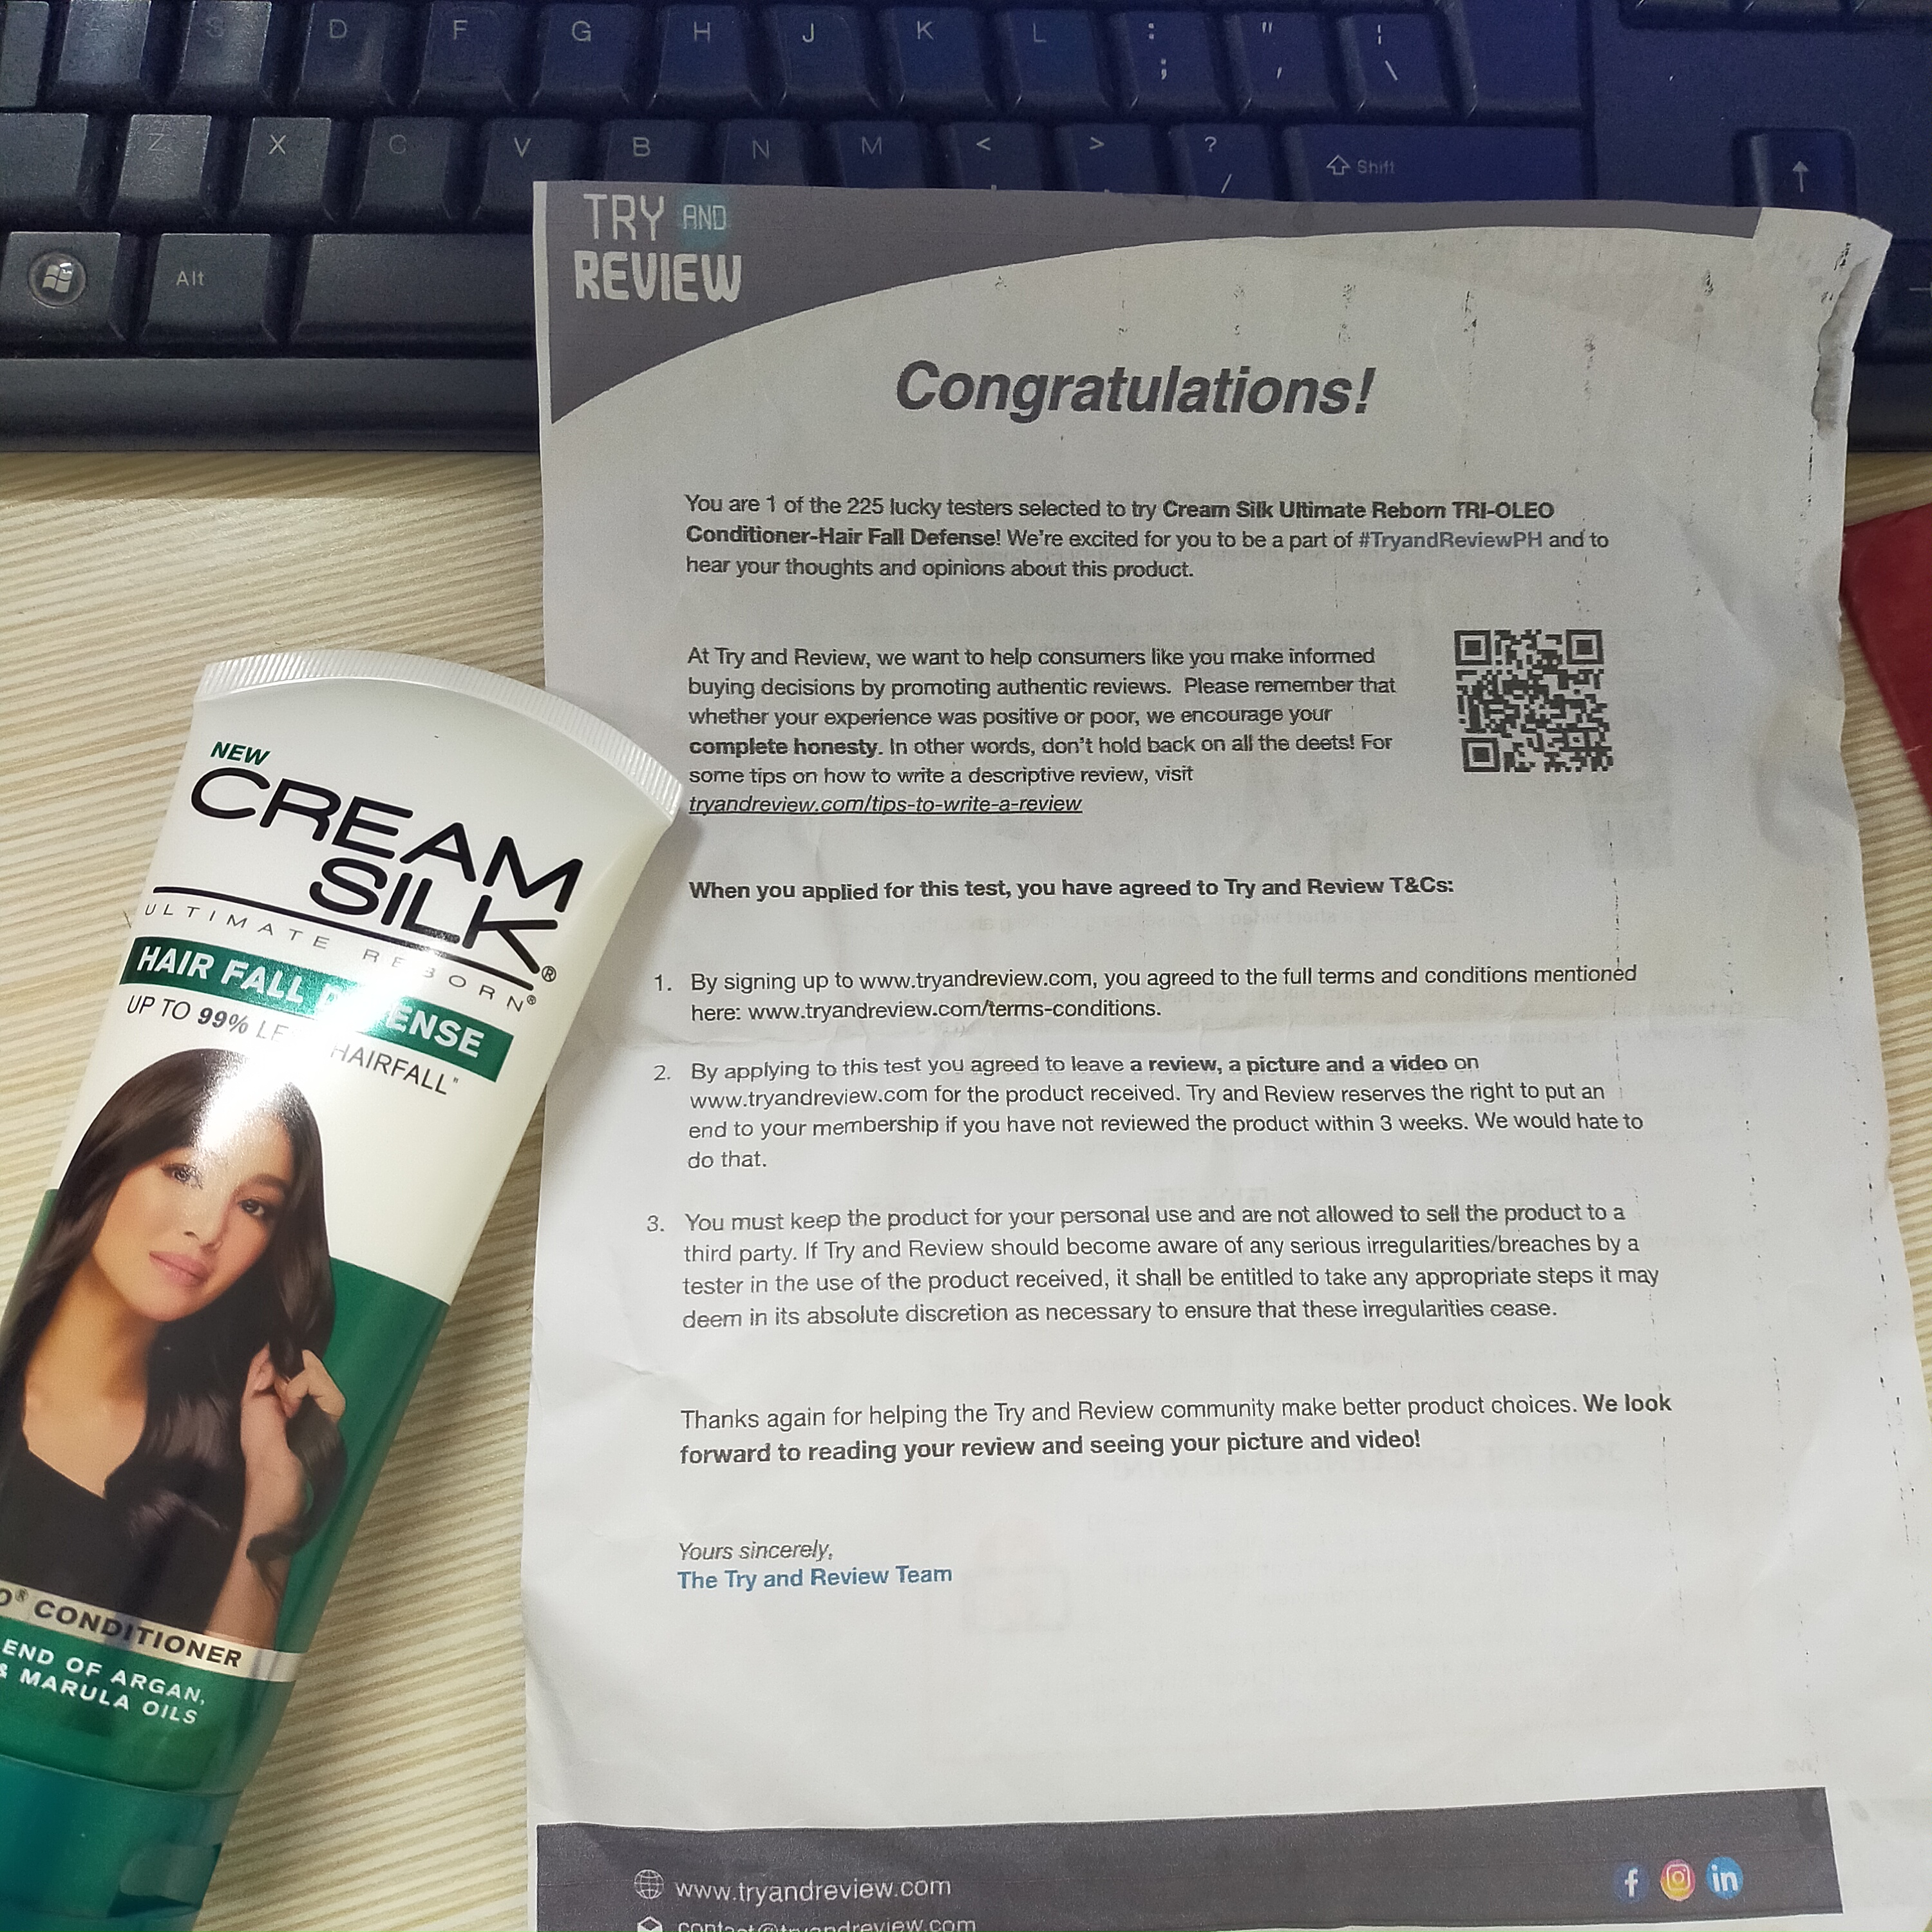 S D F G H J K L : ; " ' ¦ \
Z X C V B N M < > ? / Shift
Alt
TRY AND
REVIEW
Congratulations!
You are 1 of the 225 lucky testers selected to try Cream Silk Ultimate Reborn TRI-OLEO
Conditioner-Hair Fall Defense! We're excited for you to be a part of #TryandReviewPH and to
hear your thoughts and opinions about this product.
At Try and Review, we want to help consumers like you make informed
buying decisions by promoting authentic reviews. Please remember that
whether your experience was positive or poor, we encourage your
complete honesty. In other words, don't hold back on all the deets! For
some tips on how to write a descriptive review, visit
tryandreview.com/tips-to-write-a-review
When you applied for this test, you have agreed to Try and Review T&Cs:
1. By signing up to www.tryandreview.com, you agreed to the full terms and conditions mentioned
here: www.tryandreview.com/terms-conditions.
2. By applying to this test you agreed to leave a review, a picture and a video on
www.tryandreview.com for the product received. Try and Review reserves the right to put an
end to your membership if you have not reviewed the product within 3 weeks. We would hate to
do that.
3. You must keep the product for your personal use and are not allowed to sell the product to a
third party. If Try and Review should become aware of any serious irregularities/breaches by a
tester in the use of the product received, it shall be entitled to take any appropriate steps it may
deem in its absolute discretion as necessary to ensure that these irregularities cease.
Thanks again for helping the Try and Review community make better product choices. We look
forward to reading your review and seeing your picture and video!
Yours sincerely,
The Try and Review Team
www.tryandreview.com
contact@tryandreview.com
NEW
CREAM
SILK®
ULTIMATE REBORN®
HAIR FALL DEFENSE
UP TO 99% LE HAIRFALL*
O® CONDITIONER
END OF ARGAN,
& MARULA OILS